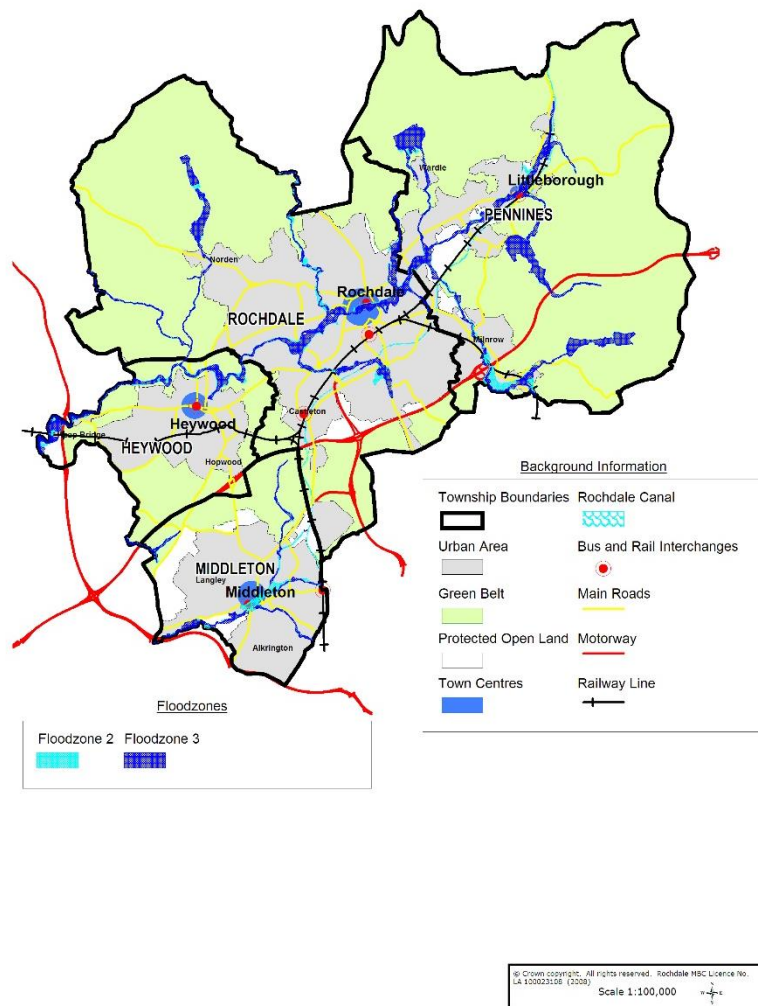 Wardle
Littleborough
PENNINES
Norden
Rochdale
ROCHDALE
Milnrow
Castleton
Heywood
HEYWOOD
Hopwood
MIDDLETON
Langley
Middleton
Alkrington
Background Information
Township Boundaries
Rochdale Canal
Urban Area
Bus and Rail Interchanges
Green Belt
Main Roads
Protected Open Land
Motorway
Town Centres
Railway Line
Floodzones
Floodzone 2
Floodzone 3
© Crown copyright. All rights reserved. Rochdale MBC Licence No.
LA 100023108 (2008)
Scale 1:100,000